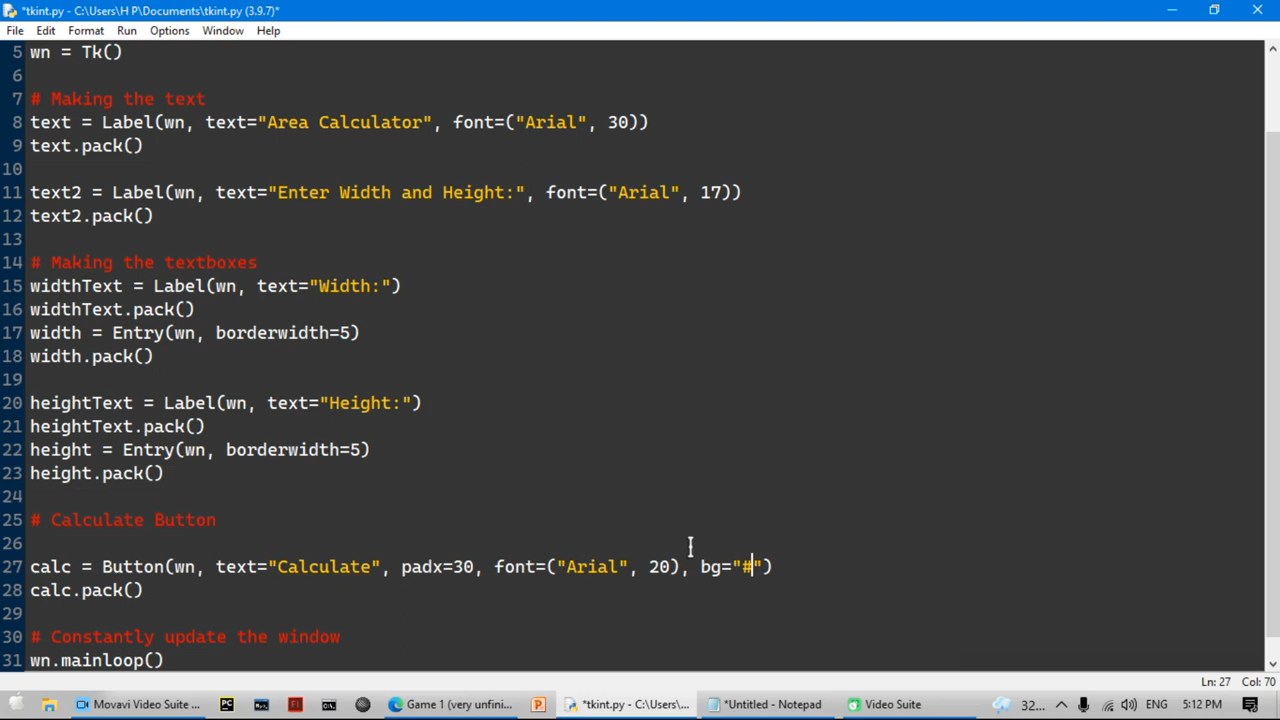 *tkint.py - C:\Users\H P\Documents\tkint.py (3.9.7)*
File Edit Format Run Options Window Help
5 wn = Tk()
6
7 # Making the text
8 text = Label(wn, text="Area Calculator", font=("Arial", 30))
9 text.pack()
10
11 text2 = Label(wn, text="Enter Width and Height:", font=("Arial", 17))
12 text2.pack()
13
14 # Making the textboxes
15 widthText = Label(wn, text="Width:")
16 widthText.pack()
17 width = Entry(wn, borderwidth=5)
18 width.pack()
19
20 heightText = Label(wn, text="Height:")
21 heightText.pack()
22 height = Entry(wn, borderwidth=5)
23 height.pack()
24
25 # Calculate Button
26
27 calc = Button(wn, text="Calculate", padx=30, font=("Arial", 20), bg="#")
28 calc.pack()
29
30 # Constantly update the window
31 wn.mainloop()
Ln: 27 Col: 70
Movavi Video Suite ... PC Fl Game 1 (very unfini... P *tkint.py - C:\Users\... *Untitled - Notepad Video Suite 32... 5:12 PM